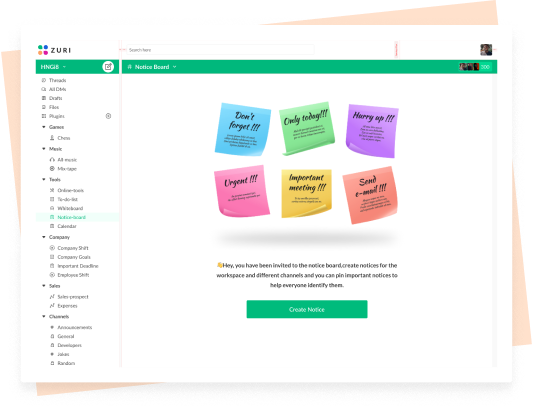 ZURI
Search here
HNGi8
Notice Board
300
Threads
All DMs
Drafts
Files
Plugins
Games
Chess
Music
All-music
Mix-tape
Tools
Online-room
To-do-list
Whiteboard
Notice-board
Calendar
Company
Company Shift
Company Goals
Important Deadline
Employee Shift
Sales
Sales-prospect
Expenses
Channels
Announcements
General
Developers
Jokes
Random
Don't
forget !!!
Only today!!!
Hurry up !!!
Urgent !!!
Important
meeting !!!
Send
e-mail !!!
👋Hey, you have been invited to the notice board,create notices for the
workspace and different channels and you can pin important notices to
help everyone identify them.
Create Notice